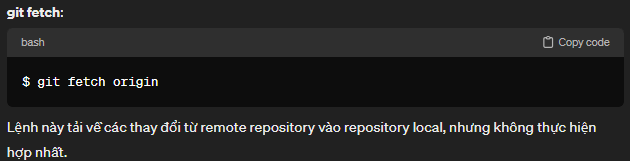 git fetch:
bash
Copy code
$ git fetch origin
Lệnh này tải về các thay đổi từ remote repository vào repository local, nhưng không thực hiện
hợp nhất.